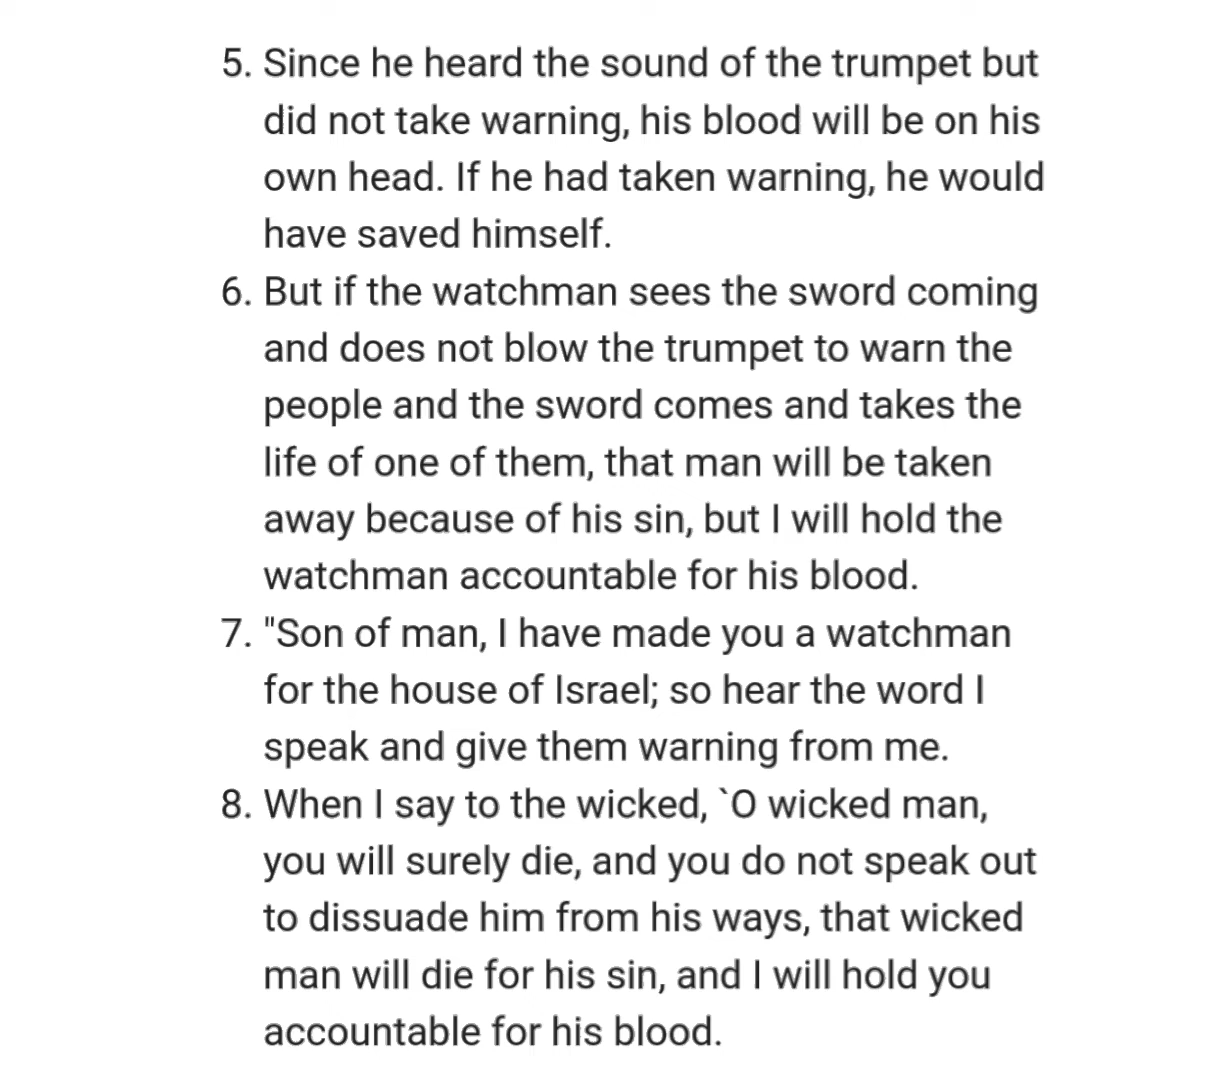 5. Since he heard the sound of the trumpet but
did not take warning, his blood will be on his
own head. If he had taken warning, he would
have saved himself.
6. But if the watchman sees the sword coming
and does not blow the trumpet to warn the
people and the sword comes and takes the
life of one of them, that man will be taken
away because of his sin, but I will hold the
watchman accountable for his blood.
7. "Son of man, I have made you a watchman
for the house of Israel; so hear the word I
speak and give them warning from me.
8. When I say to the wicked, `O wicked man,
you will surely die, and you do not speak out
to dissuade him from his ways, that wicked
man will die for his sin, and I will hold you
accountable for his blood.